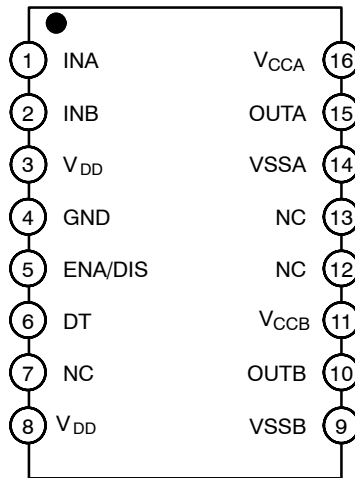 1 INA VCCA 16
2 INB OUTA 15
3 VDD VSSA 14
4 GND NC 13
5 ENA/DIS NC 12
6 DT VCCB 11
7 NC OUTB 10
8 VDD VSSB 9